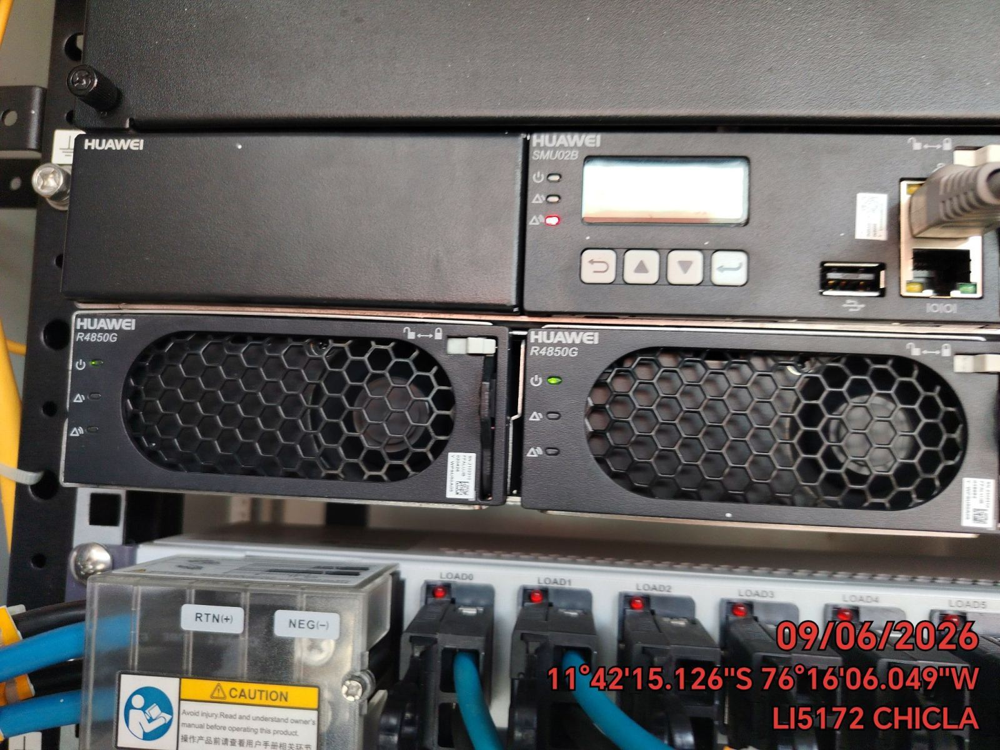 HUAWEI
HUAWEI
SMU02B
HUAWEI
R4850G
HUAWEI
R4850G
LOAD0
LOAD1
LOAD2
LOAD3
LOAD4
LOAD5
RTN(+)
NEG(−)
CAUTION
Avoid injury.Read and understand owner's
manual before operating this product.
操作产品前请查看用户手册相关环节
09/06/2026
11°42'15.126"S 76°16'06.049"W
LI5172 CHICLA